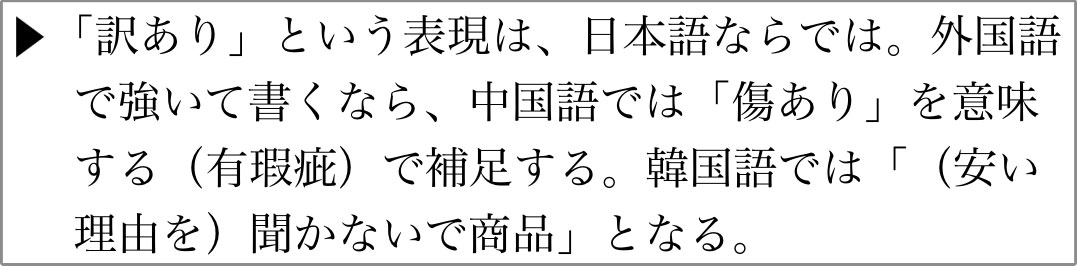 ▶「訳あり」という表現は、日本語ならでは。外国語
で強いて書くなら、中国語では「傷あり」を意味
する（有瑕疵）で補足する。韓国語では「（安い
理由を）聞かないで商品」となる。